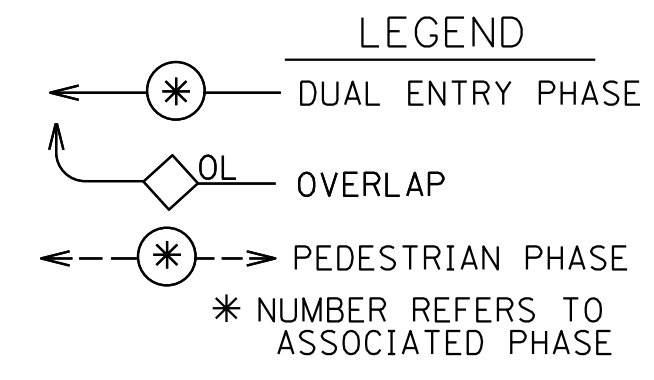 LEGEND
* DUAL ENTRY PHASE
OL OVERLAP
* PEDESTRIAN PHASE
* NUMBER REFERS TO
ASSOCIATED PHASE